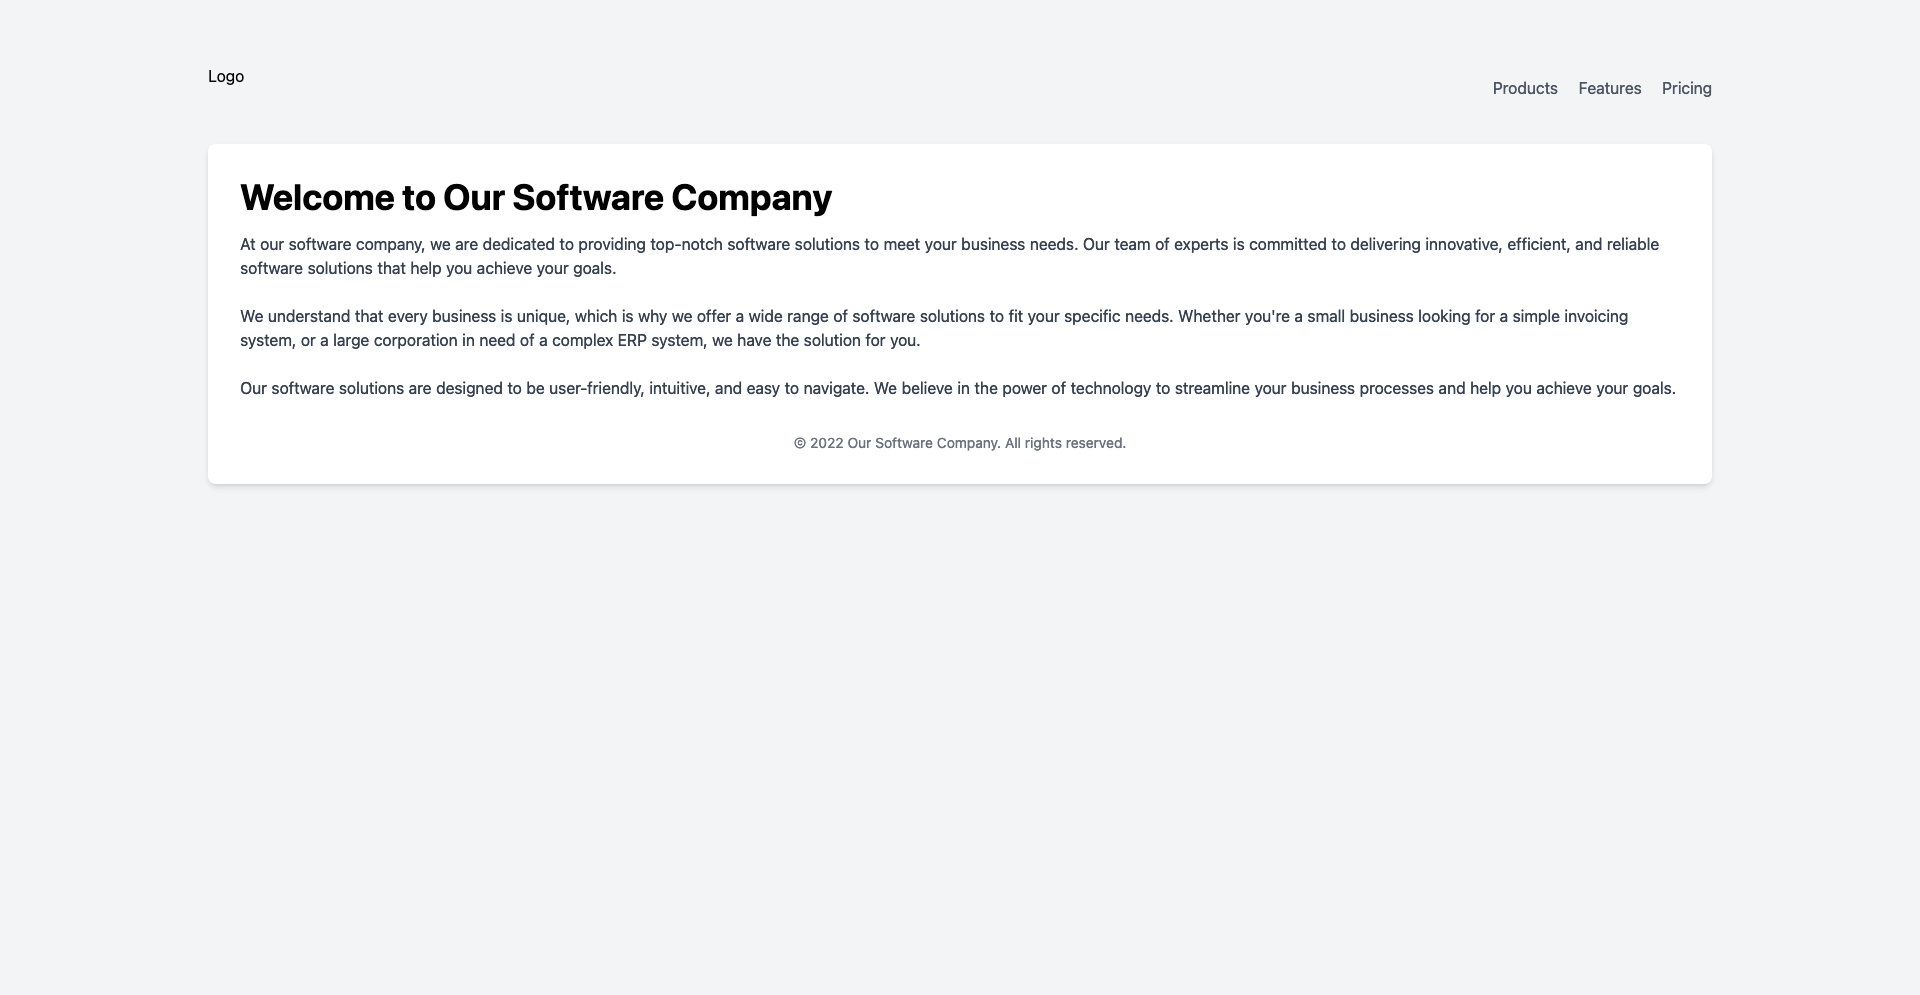 Logo
Products Features Pricing
Welcome to Our Software Company
At our software company, we are dedicated to providing top-notch software solutions to meet your business needs. Our team of experts is committed to delivering innovative, efficient, and reliable
software solutions that help you achieve your goals.
We understand that every business is unique, which is why we offer a wide range of software solutions to fit your specific needs. Whether you're a small business looking for a simple invoicing
system, or a large corporation in need of a complex ERP system, we have the solution for you.
Our software solutions are designed to be user-friendly, intuitive, and easy to navigate. We believe in the power of technology to streamline your business processes and help you achieve your goals.
© 2022 Our Software Company. All rights reserved.